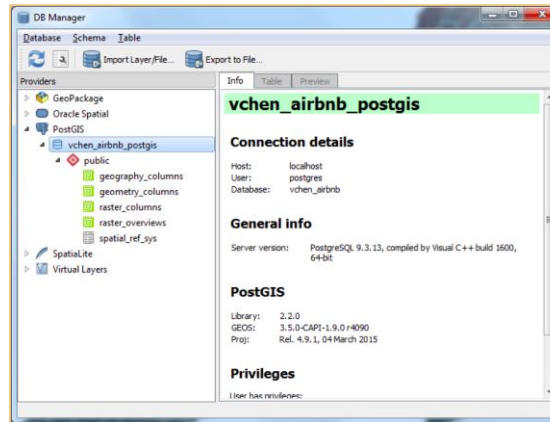 DB Manager
Database Schema Table
Import Layer/File... Export to File...
Providers
GeoPackage
Oracle Spatial
PostGIS
vchen_airbnb_postgis
public
geography_columns
geometry_columns
raster_columns
raster_overviews
spatial_ref_sys
SpatiaLite
Virtual Layers
Info Table Preview
vchen_airbnb_postgis
Connection details
Host: localhost
User: postgres
Database: vchen_airbnb
General info
Server version: PostgreSQL 9.3.13, compiled by Visual C++ build 1600,
64-bit
PostGIS
Library: 2.2.0
GEOS: 3.5.0-CAPI-1.9.0 r4090
Proj: Rel. 4.9.1, 04 March 2015
Privileges
User has privileges: